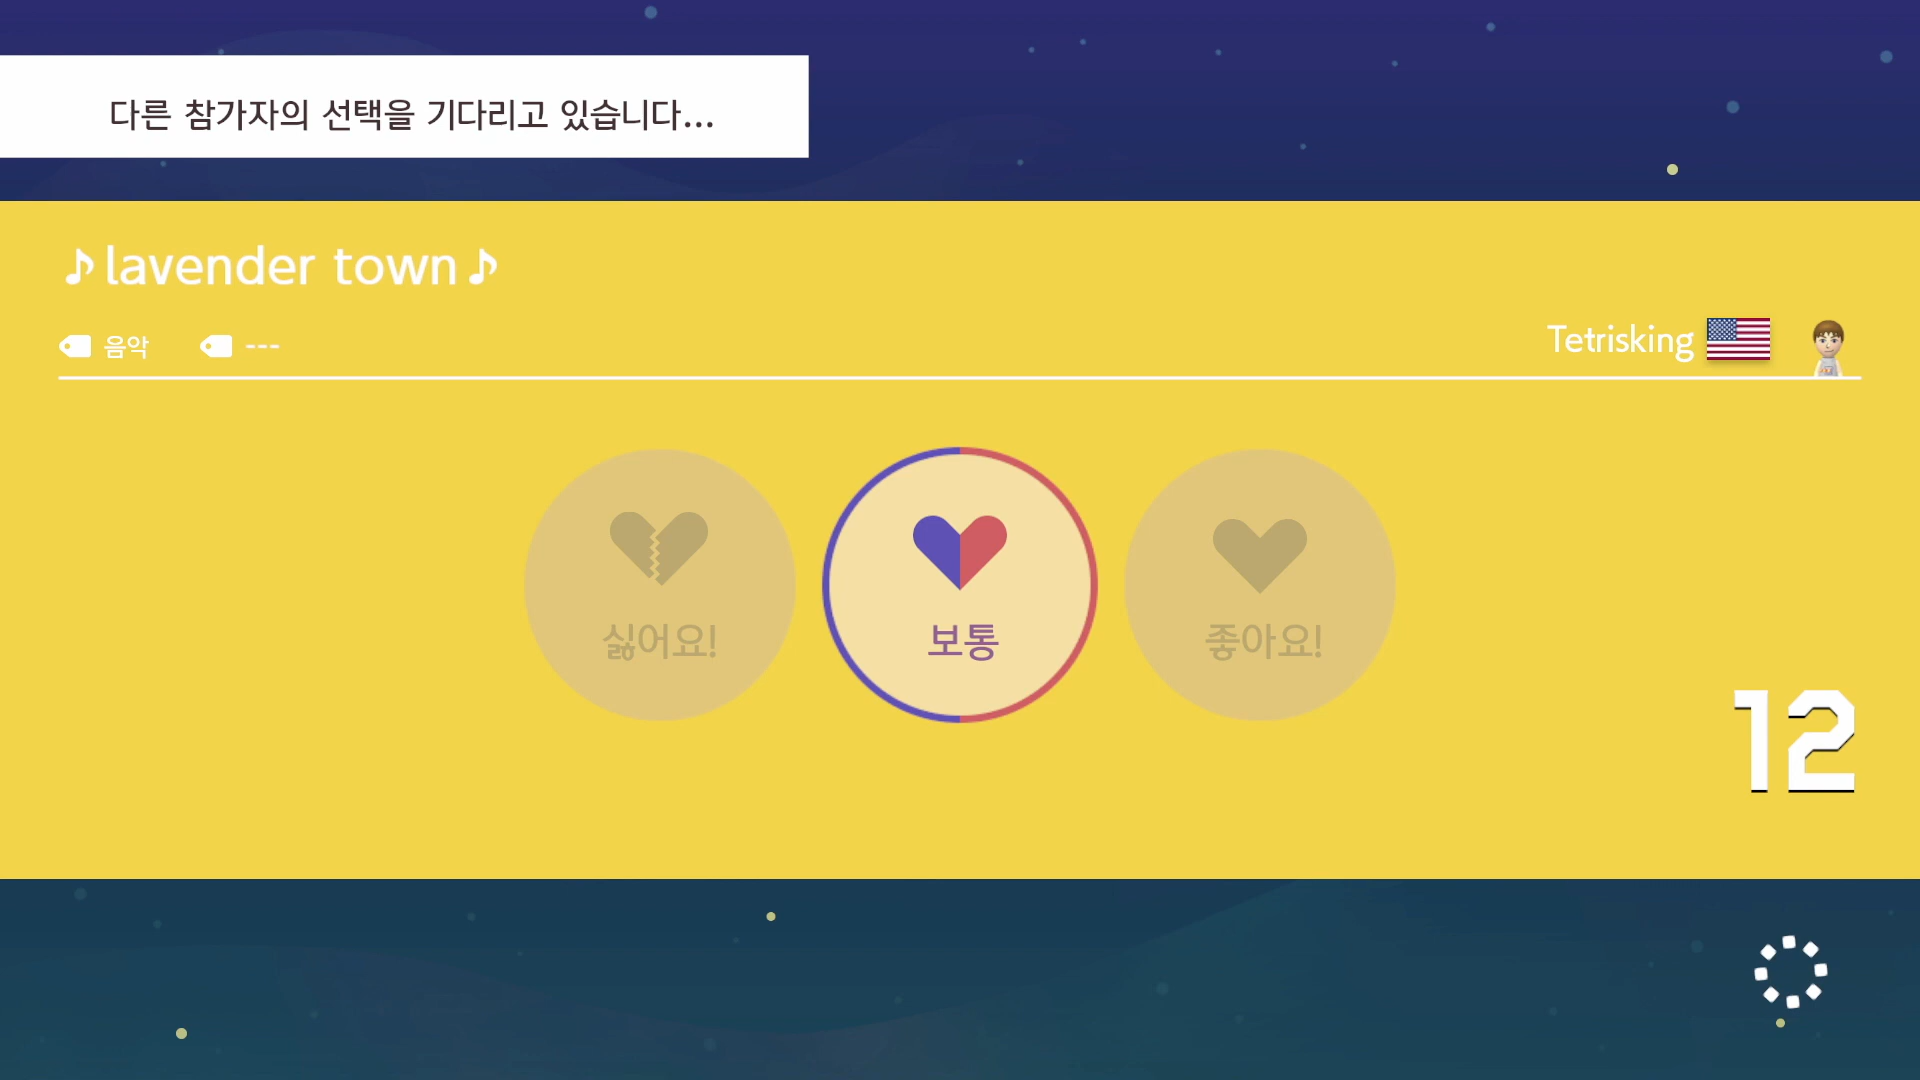 다른 참가자의 선택을 기다리고 있습니다...
♪lavender town♪
음악 ---
Tetrisking
싫어요! 보통 좋아요!
12